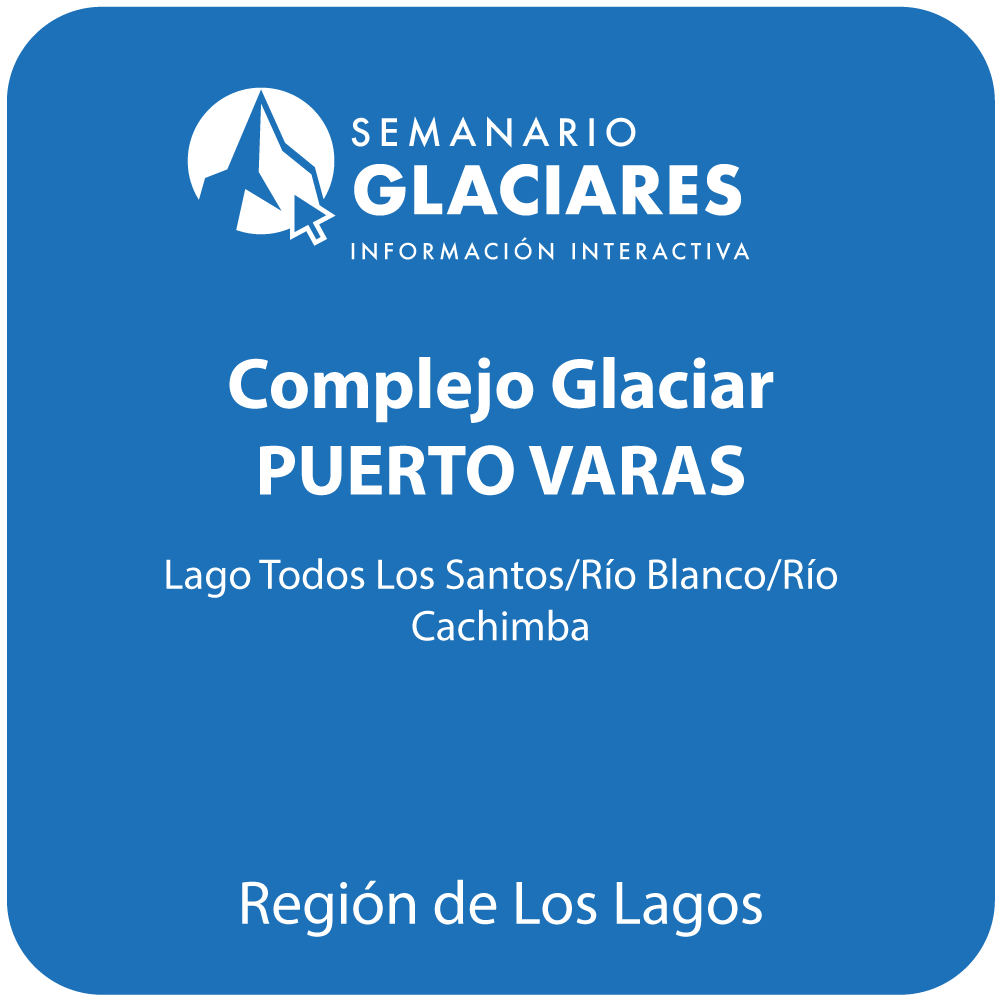 SEMANARIO
GLACIARES
INFORMACIÓN INTERACTIVA
Complejo Glaciar
PUERTO VARAS
Lago Todos Los Santos/Río Blanco/Río
Cachimba
Región de Los Lagos